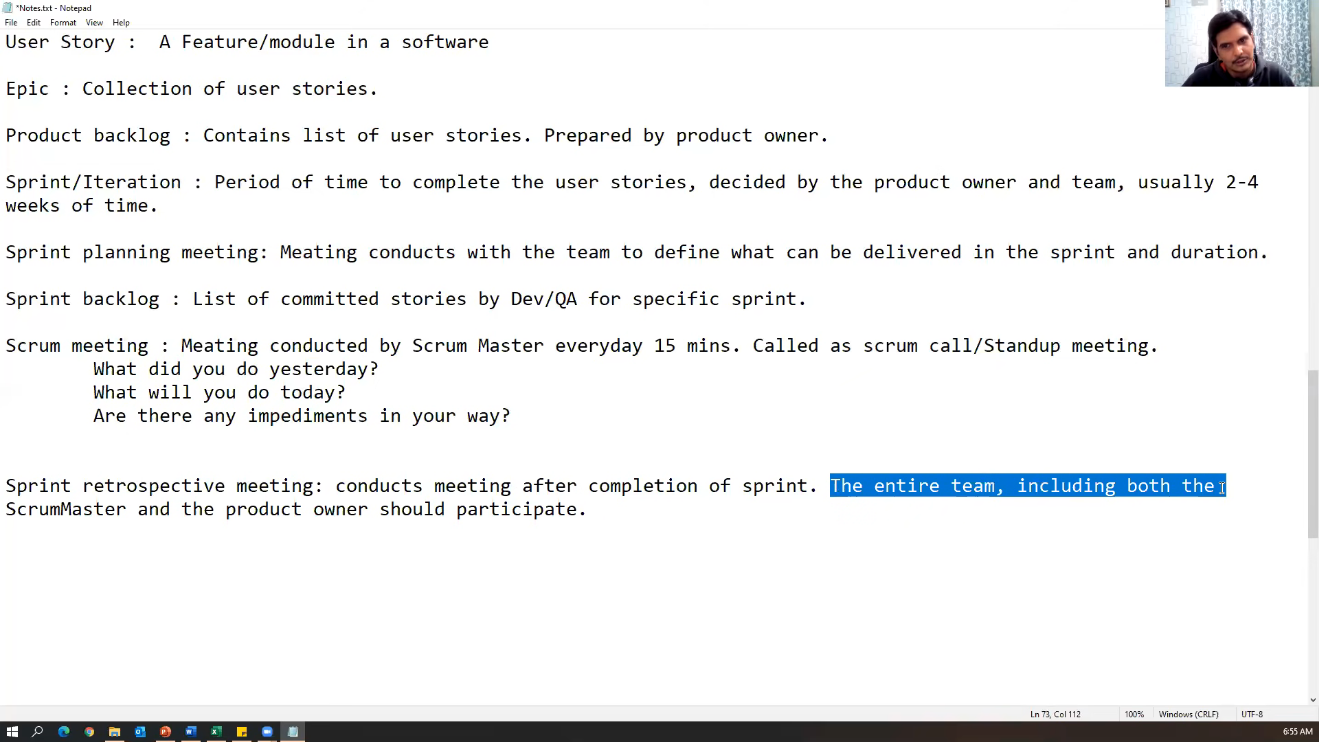 *Notes.txt - Notepad
File Edit Format View Help
User Story :  A Feature/module in a software
Epic : Collection of user stories.
Product backlog : Contains list of user stories. Prepared by product owner.
Sprint/Iteration : Period of time to complete the user stories, decided by the product owner and team, usually 2-4
weeks of time.
Sprint planning meeting: Meating conducts with the team to define what can be delivered in the sprint and duration.
Sprint backlog : List of committed stories by Dev/QA for specific sprint.
Scrum meeting : Meating conducted by Scrum Master everyday 15 mins. Called as scrum call/Standup meeting.
What did you do yesterday?
What will you do today?
Are there any impediments in your way?
Sprint retrospective meeting: conducts meeting after completion of sprint. The entire team, including both the
ScrumMaster and the product owner should participate.
Ln 73, Col 112 100% Windows (CRLF) UTF-8
6:55 AM